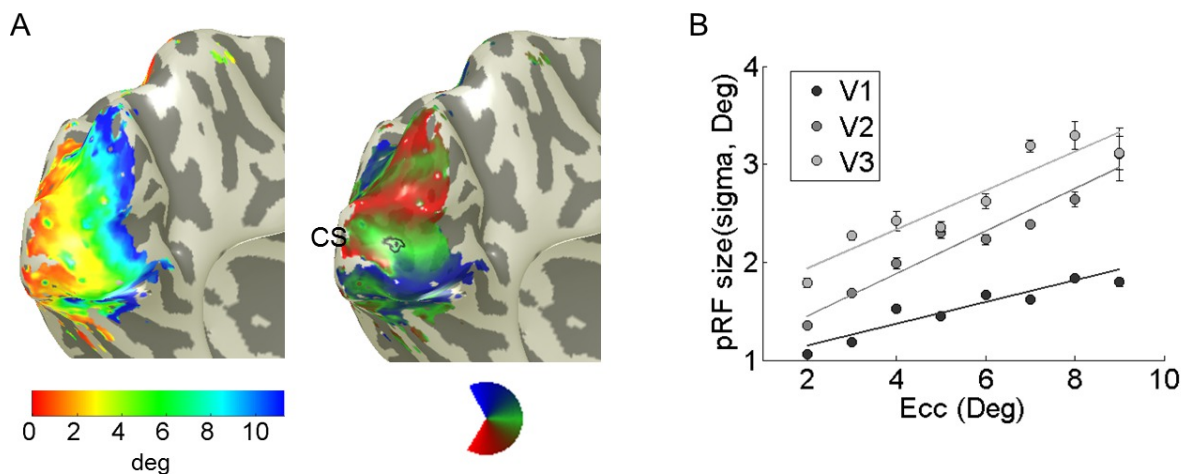 A
CS
0 2 4 6 8 10
deg
B
4
3
2
1
pRF size(sigma, Deg)
V1
V2
V3
2 4 6 8 10
Ecc (Deg)